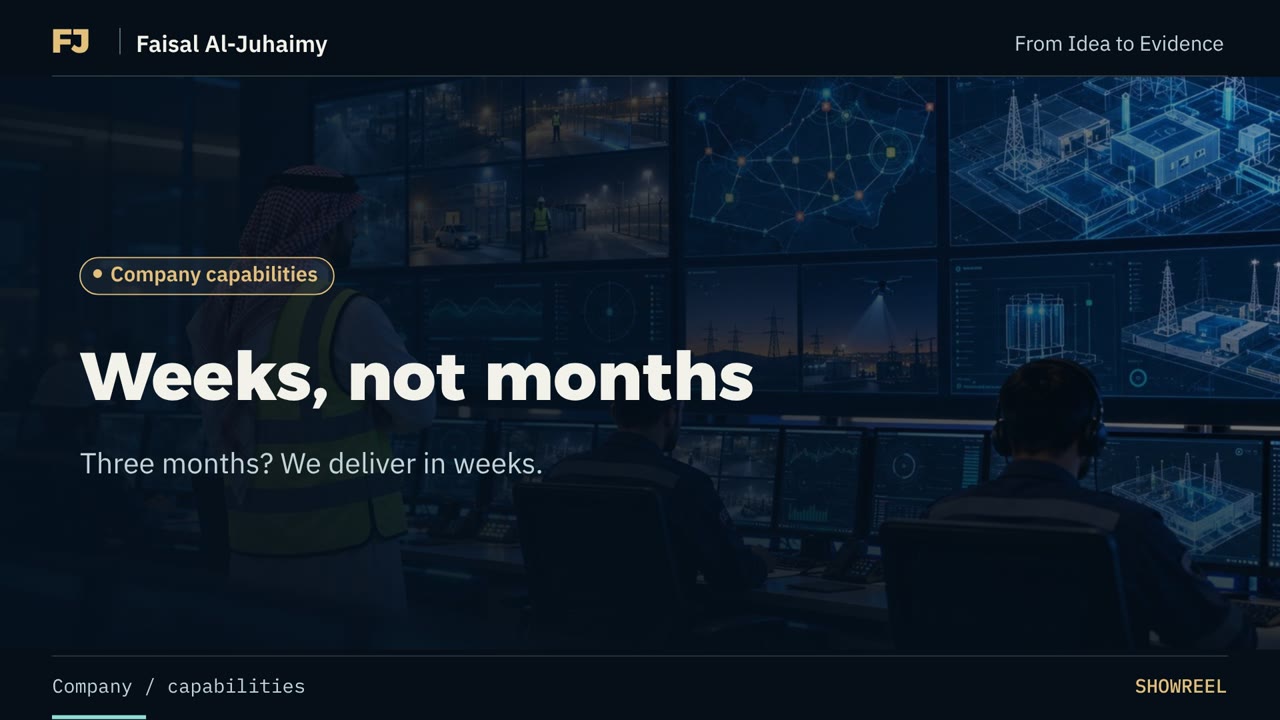 FJ
Faisal Al-Juhaimy
From Idea to Evidence
Company capabilities
Weeks, not months
Three months? We deliver in weeks.
Company / capabilities
SHOWREEL